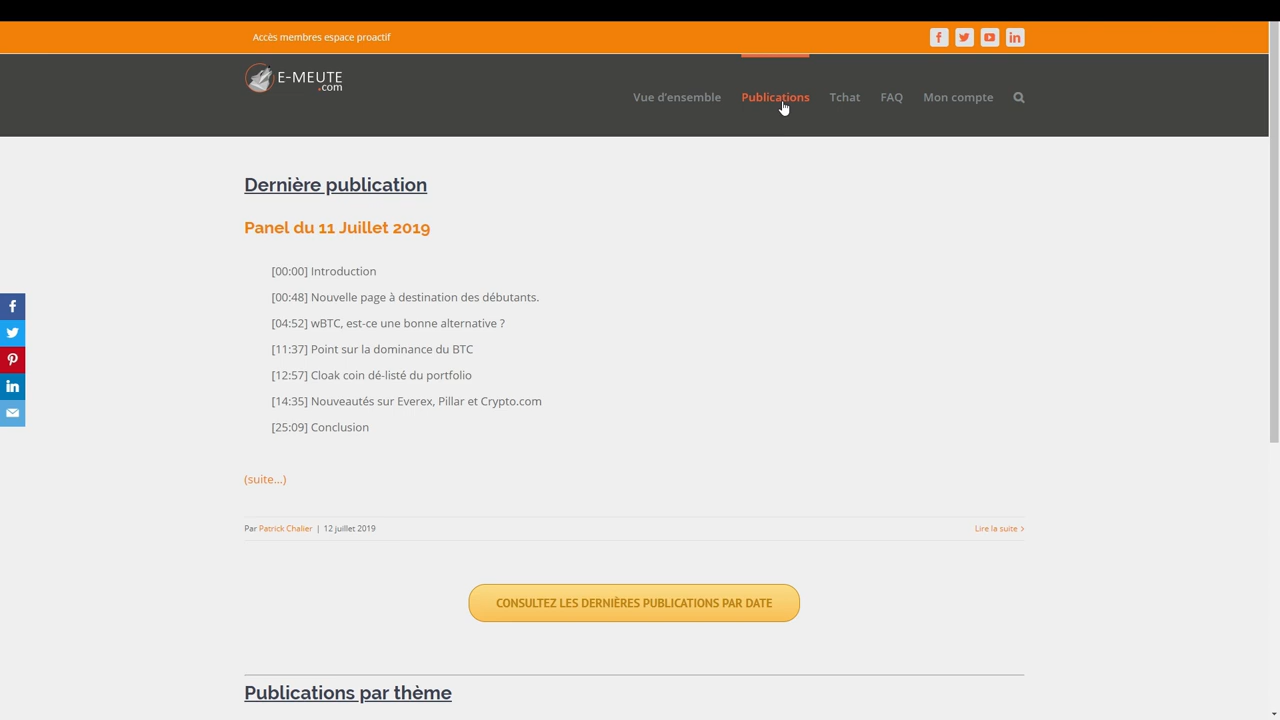 Accès membres espace proactif
E-MEUTE
.com
Vue d'ensemble
Publications
Tchat
FAQ
Mon compte
Dernière publication
Panel du 11 Juillet 2019
[00:00] Introduction
[00:48] Nouvelle page à destination des débutants.
[04:52] wBTC, est-ce une bonne alternative ?
[11:37] Point sur la dominance du BTC
[12:57] Cloak coin dé-listé du portfolio
[14:35] Nouveautés sur Everex, Pillar et Crypto.com
[25:09] Conclusion
(suite...)
Par Patrick Chalier | 12 juillet 2019
Lire la suite >
CONSULTEZ LES DERNIÈRES PUBLICATIONS PAR DATE
Publications par thème